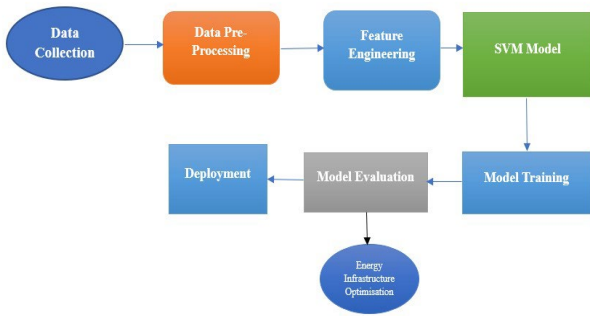 Data
Collection
Data Pre-
Processing
Feature
Engineering
SVM Model
Deployment
Model Evaluation
Model Training
Energy
Infrastructure
Optimisation